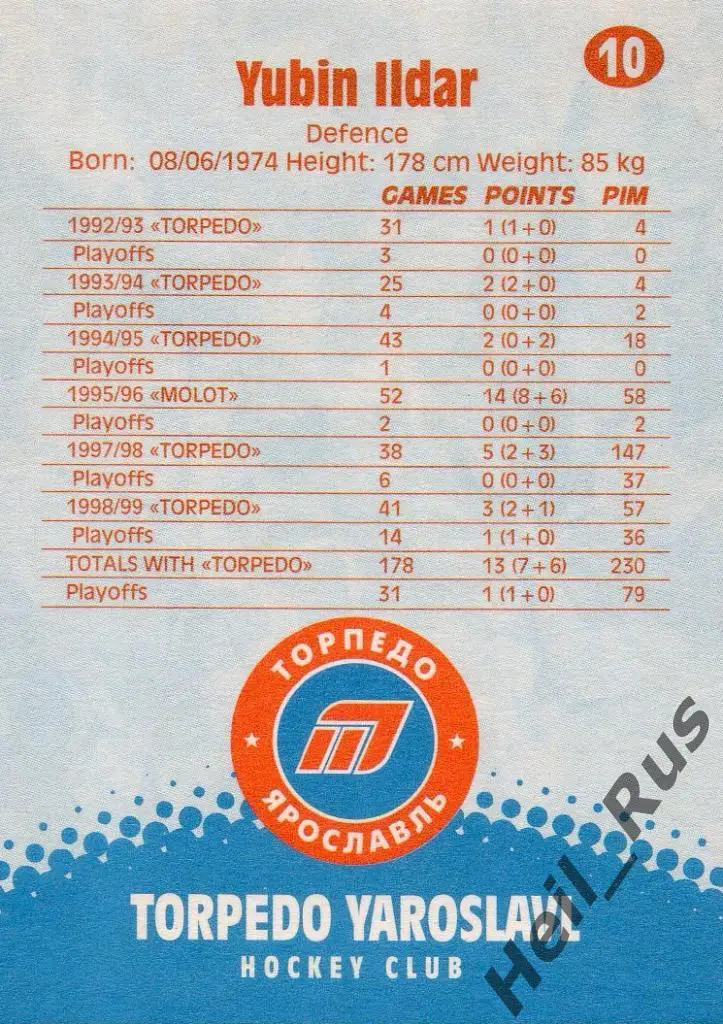 10
Yubin Ildar
Defence
Born: 08/06/1974 Height: 178 cm Weight: 85 kg
GAMES POINTS PIM
1992/93 «TORPEDO» 31 1 (1+0) 4
Playoffs 3 0 (0+0) 0
1993/94 «TORPEDO» 25 2 (2+0) 4
Playoffs 4 0 (0+0) 2
1994/95 «TORPEDO» 43 2 (0+2) 18
Playoffs 1 0 (0+0) 0
1995/96 «MOLOT» 52 14 (8+6) 58
Playoffs 2 0 (0+0) 2
1997/98 «TORPEDO» 38 5 (2+3) 147
Playoffs 6 0 (0+0) 37
1998/99 «TORPEDO» 41 3 (2+1) 57
Playoffs 14 1 (1+0) 36
TOTALS WITH «TORPEDO» 178 13 (7+6) 230
Playoffs 31 1 (1+0) 79
ТОРПЕДО
ЯРОСЛАВЛЬ
TORPEDO YAROSLAVL
HOCKEY CLUB
Heil_Rus